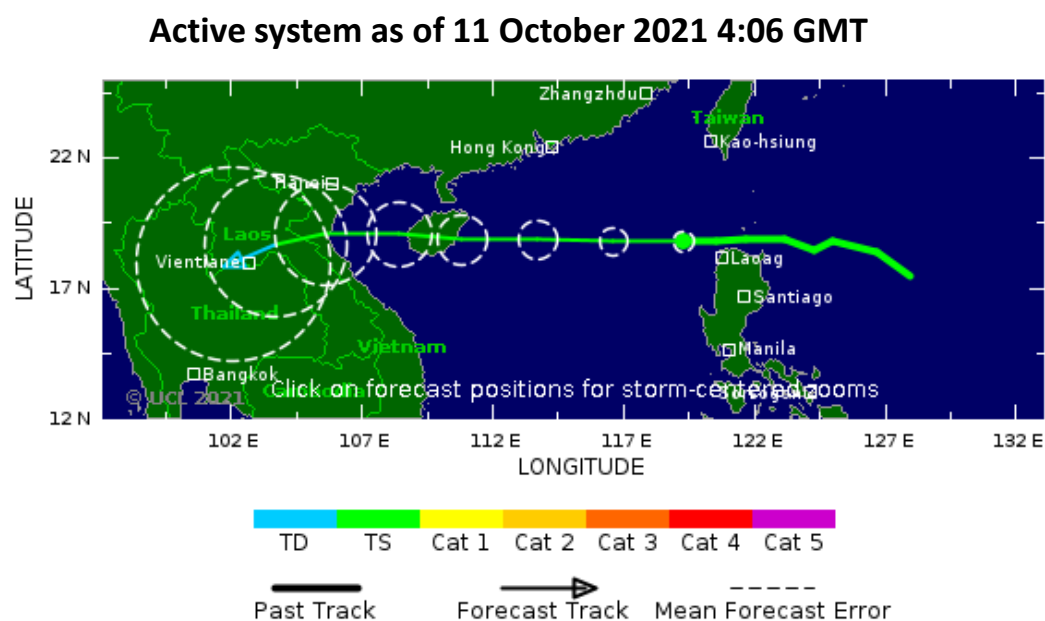 Active system as of 11 October 2021 4:06 GMT
Zhangzhou
Taiwan
Hong Kong
Kao-hsiung
22 N
Hanoi
Laos
Vientiane
Laoag
LATITUDE
17 N
Santiago
Thailand
Vietnam
Manila
Bangkok
Click on forecast positions for storm-centered zooms
Cambodia
© UCL 2021
12 N
102 E 107 E 112 E 117 E 122 E 127 E 132 E
LONGITUDE
TD TS Cat 1 Cat 2 Cat 3 Cat 4 Cat 5
Past Track Forecast Track Mean Forecast Error